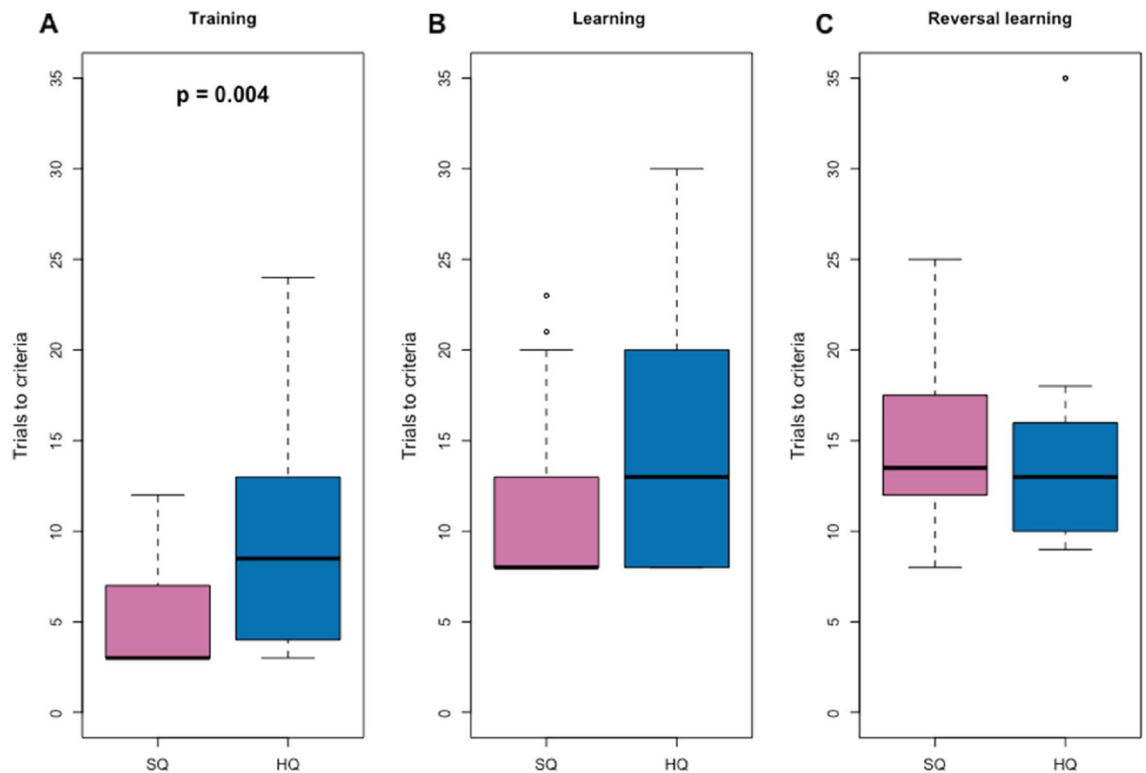 A
Training
p = 0.004
35
30
25
20
15
10
5
0
Trials to criteria
SQ
HQ
B
Learning
35
30
25
20
15
10
5
0
Trials to criteria
SQ
HQ
C
Reversal learning
35
30
25
20
15
10
5
0
Trials to criteria
SQ
HQ